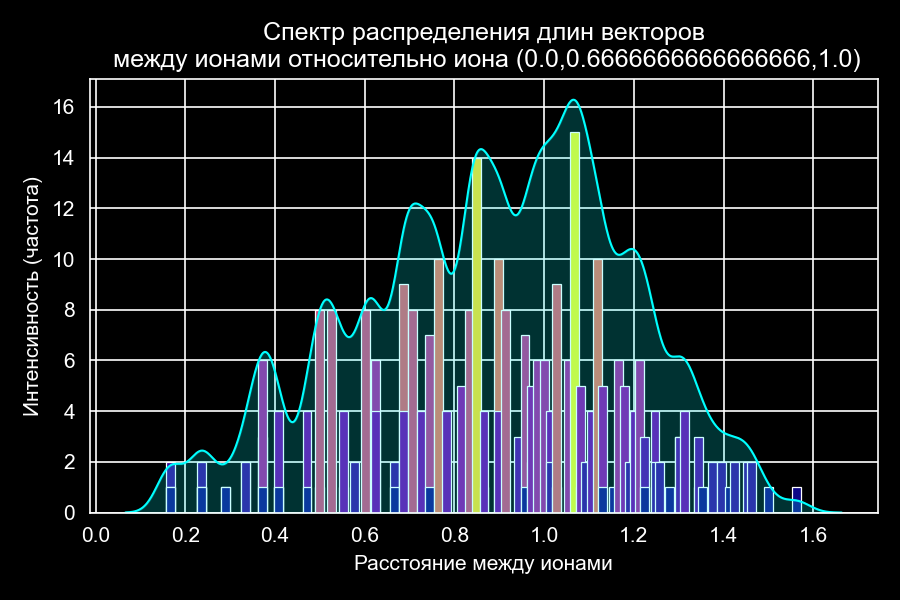 Спектр распределения длин векторов
между ионами относительно иона (0.0,0.6666666666666666,1.0)
Интенсивность (частота)
16
14
12
10
8
6
4
2
0
0.0 0.2 0.4 0.6 0.8 1.0 1.2 1.4 1.6
Расстояние между ионами